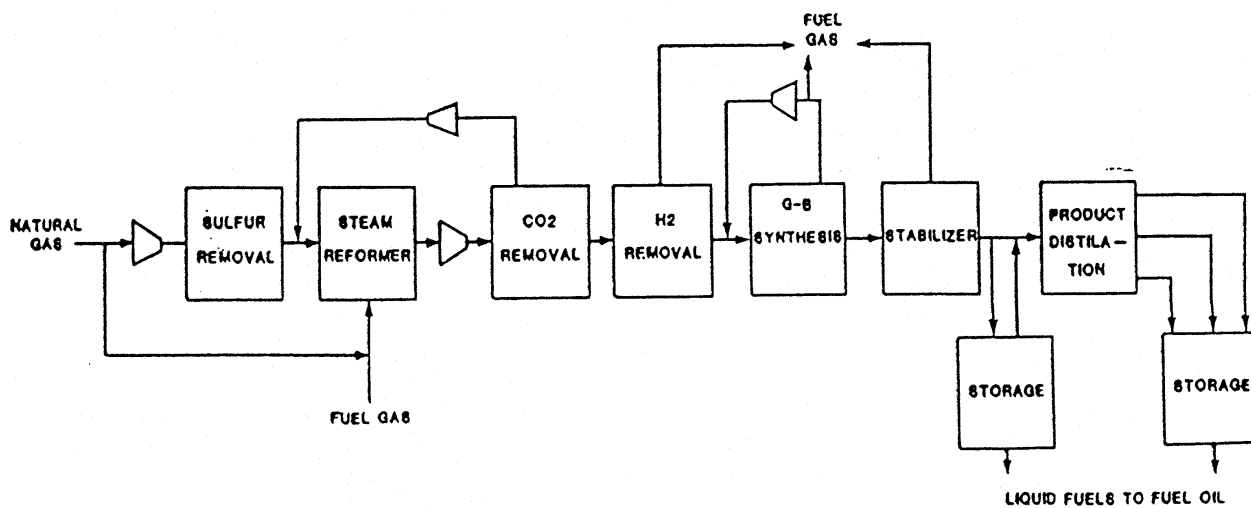 FUEL
GAS
NATURAL
GAS
SULFUR
REMOVAL
STEAM
REFORMER
CO2
REMOVAL
H2
REMOVAL
G-S
SYNTHESIS
STABILIZER
PRODUCT
DISTILA-
TION
STORAGE
STORAGE
FUEL GAS
LIQUID FUELS TO FUEL OIL